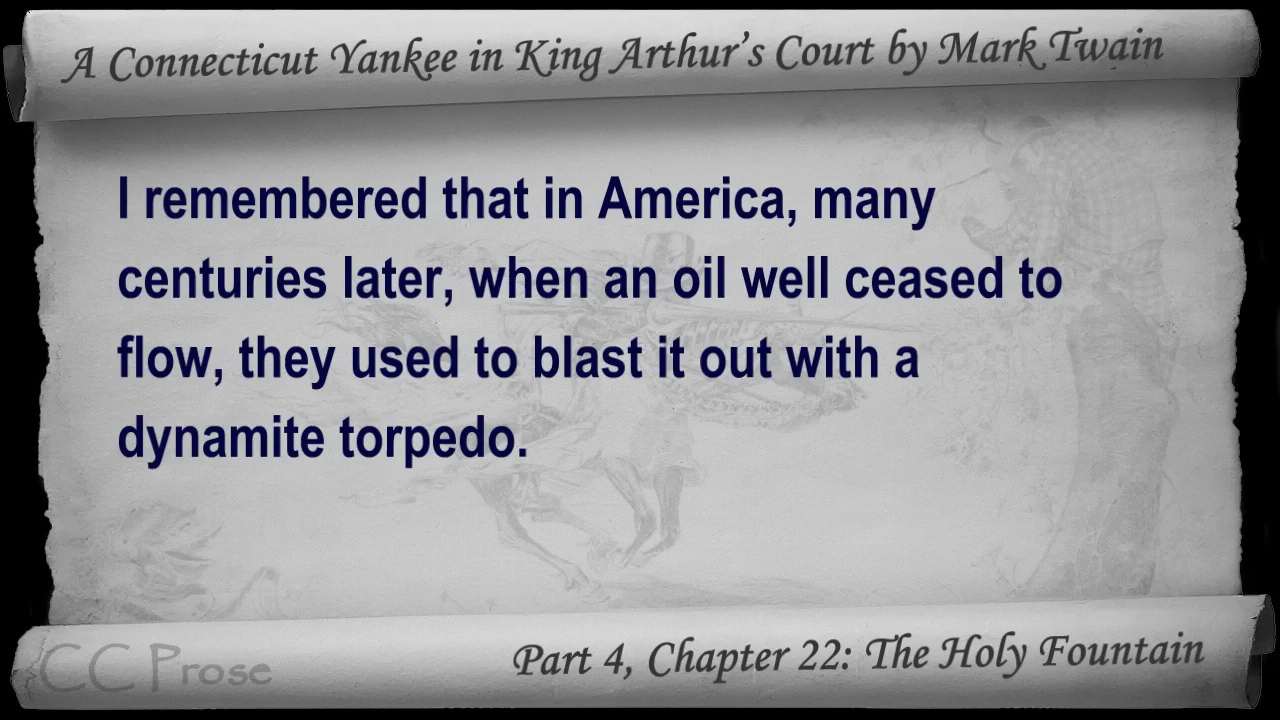 A Connecticut Yankee in King Arthur's Court by Mark Twain
I remembered that in America, many
centuries later, when an oil well ceased to
flow, they used to blast it out with a
dynamite torpedo.
CC Prose
Part 4, Chapter 22: The Holy Fountain